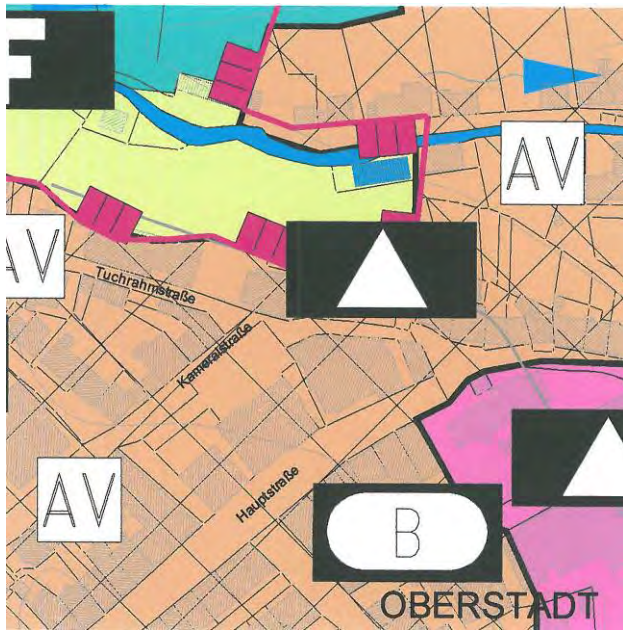 F
AV
AV
Tuchrahmstraße
Kameralstraße
AV
Hauptstraße
B
OBERSTADT